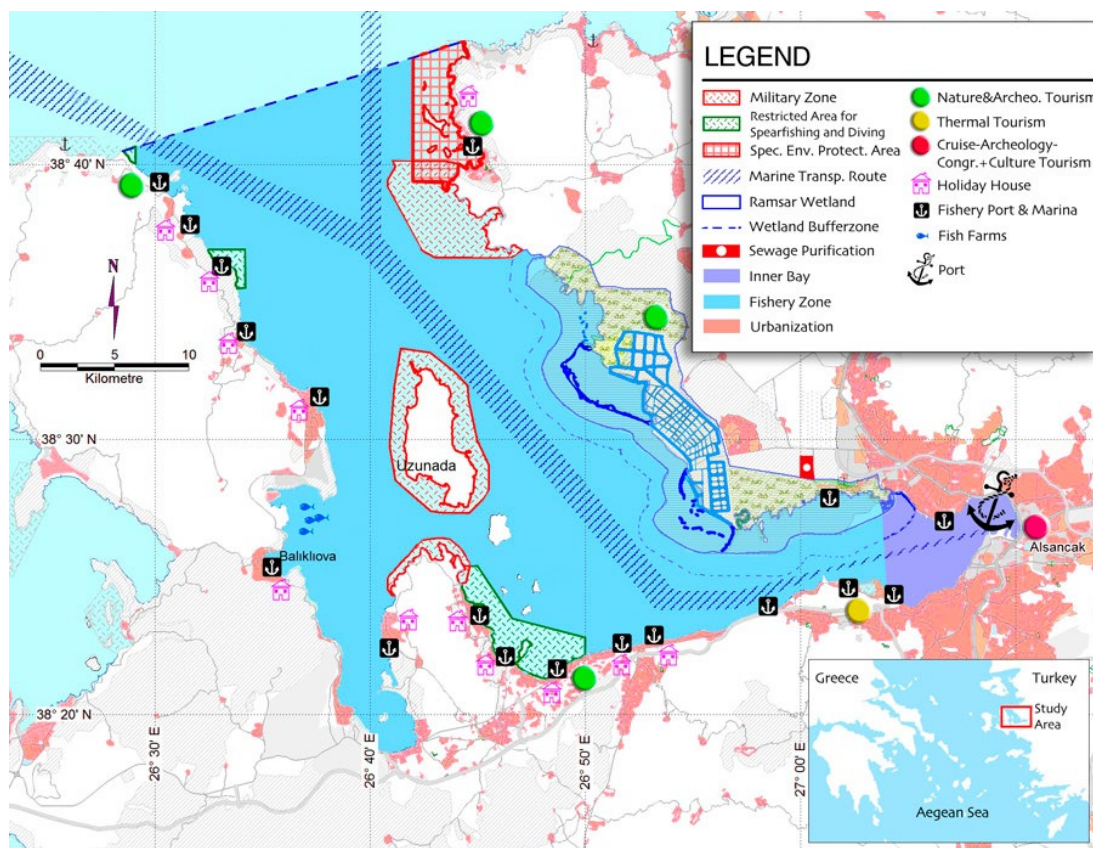 LEGEND
Military Zone
Restricted Area for
Spearfishing and Diving
Spec. Env. Protect. Area
Marine Transp. Route
Ramsar Wetland
Wetland Bufferzone
Sewage Purification
Inner Bay
Fishery Zone
Urbanization
Nature&Archeo. Tourism
Thermal Tourism
Cruise-Archeology-
Congr.+Culture Tourism
Holiday House
Fishery Port & Marina
Fish Farms
Port
38° 40' N
N
0 5 10
Kilometre
38° 30' N
Uzunada
Balıklıova
Alsancak
38° 20' N
26° 30' E
26° 40' E
26° 50' E
27° 00' E
Greece
Turkey
Study
Area
Aegean Sea